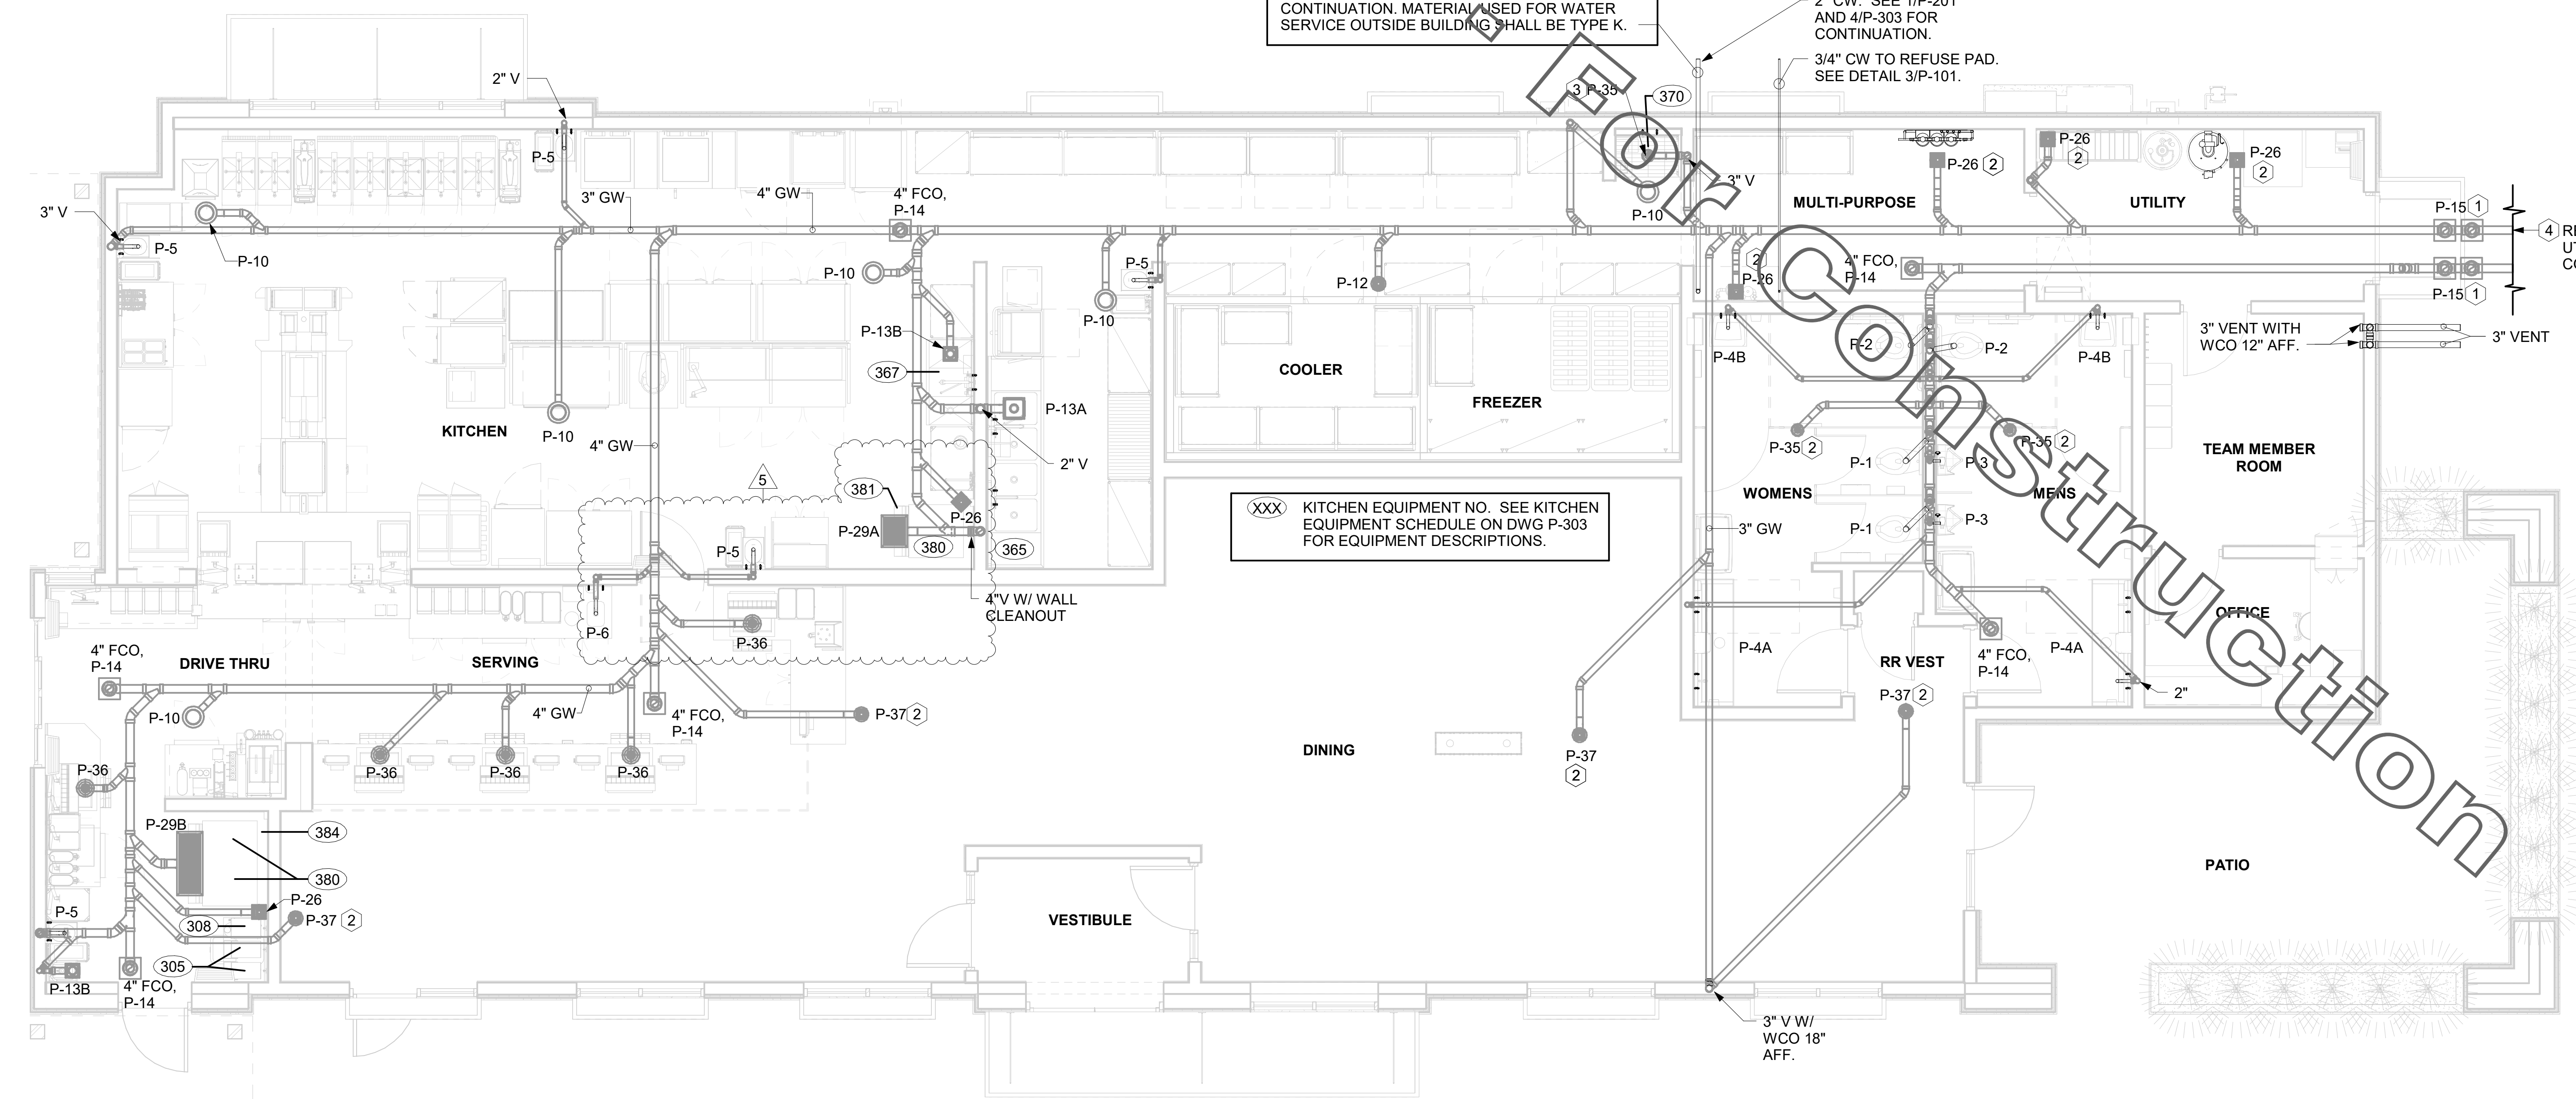 CONTINUATION. MATERIAL USED FOR WATER
SERVICE OUTSIDE BUILDING SHALL BE TYPE K.
2" CW. SEE 1/P-201
AND 4/P-303 FOR
CONTINUATION.
3/4" CW TO REFUSE PAD.
SEE DETAIL 3/P-101.
2" V
3 P-35
370
P-5
P-26 2
P-26
2
P-26
2
3" V
3" GW
4" GW
4" FCO,
P-14
3" V
P-10
MULTI-PURPOSE
UTILITY
P-15 1
4
P-5
P-10
P-10
P-5
P-10
P-12
2
P-26
4" FCO,
P-14
P-15 1
P-13B
367
COOLER
FREEZER
P-4B
P-2
P-2
P-4B
3" VENT WITH
WCO 12" AFF.
3" VENT
P-13A
KITCHEN
P-10
4" GW
2" V
P-35 2
P-35 2
TEAM MEMBER
ROOM
P-1
P-3
5
381
P-26
P-29A
380
365
XXX
KITCHEN EQUIPMENT NO. SEE KITCHEN
EQUIPMENT SCHEDULE ON DWG P-303
FOR EQUIPMENT DESCRIPTIONS.
WOMENS
MENS
3" GW
P-1
P-3
P-5
P-6
P-36
4"V W/ WALL
CLEANOUT
OFFICE
4" FCO,
P-14
DRIVE THRU
SERVING
P-4A
RR VEST
4" FCO,
P-14
P-4A
2"
P-37 2
P-10
4" GW
4" FCO,
P-14
P-37 2
P-36
P-36
P-36
P-36
DINING
P-37
2
P-29B
384
380
P-26
P-37 2
P-5
308
305
P-13B
4" FCO,
P-14
VESTIBULE
PATIO
3" V W/
WCO 18"
AFF.
For Construction